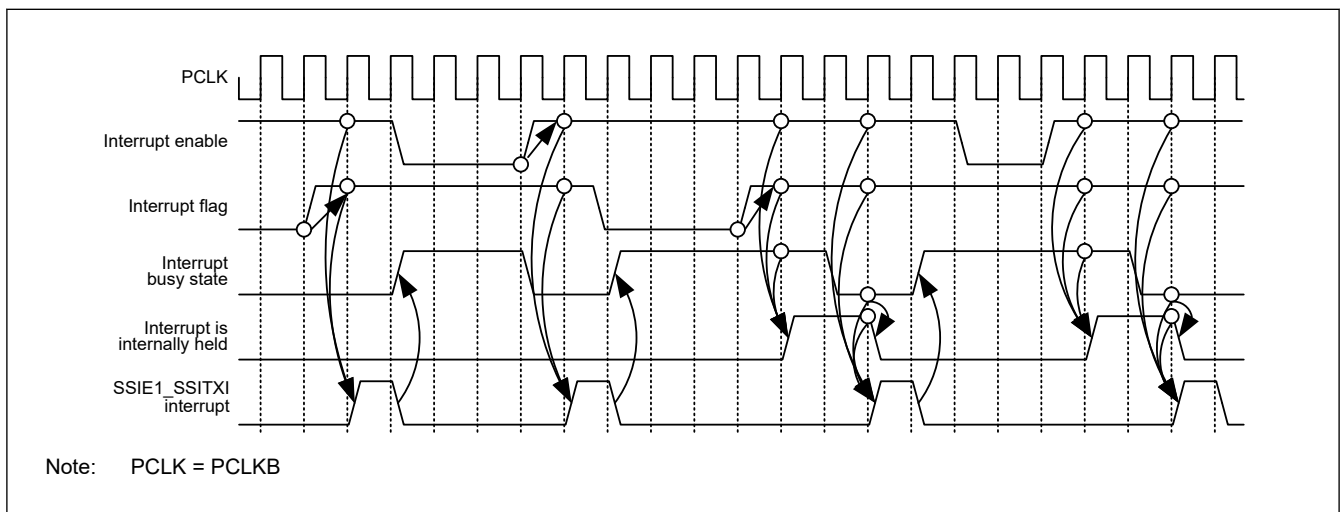 PCLK
Interrupt enable
Interrupt flag
Interrupt
busy state
Interrupt is
internally held
SSIE1_SSITXI
interrupt
Note: PCLK = PCLKB